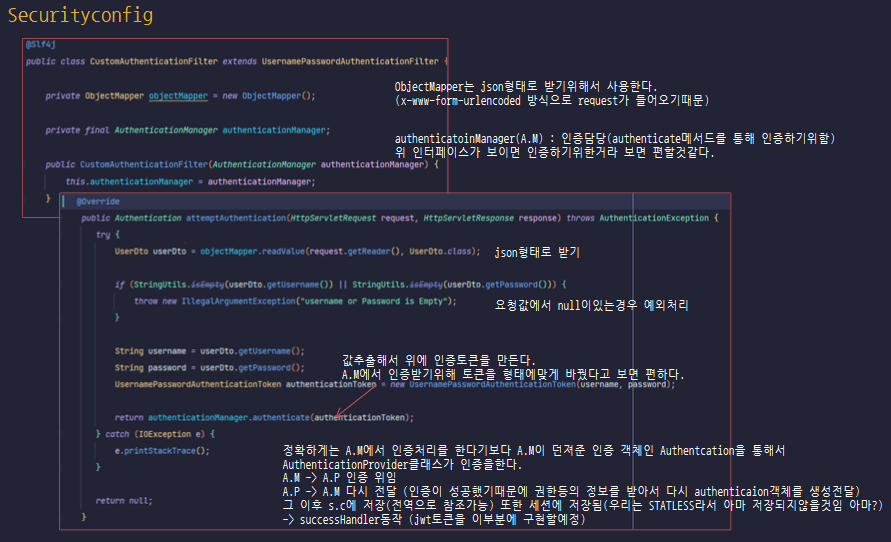 Securityconfig
@Slf4j
public class CustomAuthenticationFilter extends UsernamePasswordAuthenticationFilter {
private ObjectMapper objectMapper = new ObjectMapper();
ObjectMapper는 json형태로 받기위해서 사용한다.
(x-www-form-urlencoded 방식으로 request가 들어오기때문)
private final AuthenticationManager authenticationManager;
authenticatoinManager(A.M) : 인증담당(authenticate메서드를 통해 인증하기위함)
위 인터페이스가 보이면 인증하기위한거라 보면 편할것같다.
public CustomAuthenticationFilter(AuthenticationManager authenticationManager) {
this.authenticationManager = authenticationManager;
}
@Override
public Authentication attemptAuthentication(HttpServletRequest request, HttpServletResponse response) throws AuthenticationException {
try {
UserDto userDto = objectMapper.readValue(request.getReader(), UserDto.class);
json형태로 받기
if (StringUtils.isEmpty(userDto.getUsername()) || StringUtils.isEmpty(userDto.getPassword())) {
throw new IllegalArgumentException("username or Password is Empty");
요청값에서 null이있는경우 예외처리
}
String username = userDto.getUsername();
String password = userDto.getPassword();
값추출해서 위에 인증토큰을 만든다.
A.M에서 인증받기위해 토큰을 형태에맞게 바꿨다고 보면 편하다.
UsernamePasswordAuthenticationToken authenticationToken = new UsernamePasswordAuthenticationToken(username, password);
return authenticationManager.authenticate(authenticationToken);
} catch (IOException e) {
e.printStackTrace();
}
return null;
}
정확하게는 A.M에서 인증처리를 한다기보다 A.M이 던져준 인증 객체인 Authentcation을 통해서
AuthenticationProvider클래스가 인증을한다.
A.M -> A.P 인증 위임
A.P -> A.M 다시 전달 (인증이 성공했기때문에 권한등의 정보를 받아서 다시 authenticaion객체를 생성전달)
그 이후 s.c에 저장(전역으로 참조가능) 또한 세션에 저장됨(우리는 STATLESS라서 아마 저장되지않을것임 아마?)
-> successHandler동작 (jwt토큰을 이부분에 구현할예정)